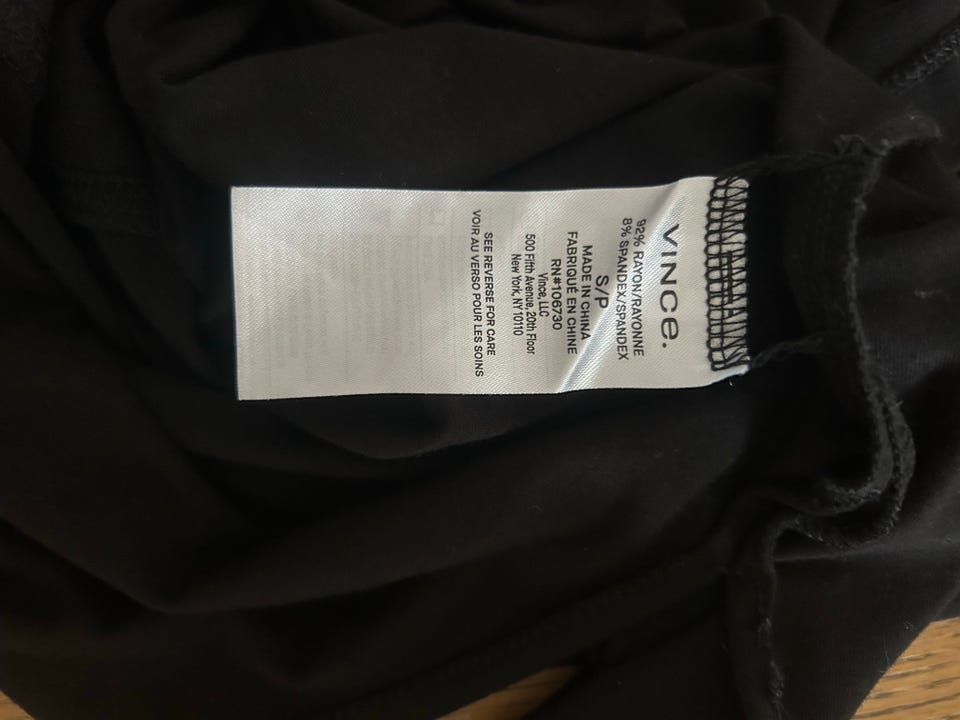 VINCE.
92% RAYON/RAYONNE
8% SPANDEX/SPANDEX
S/P
MADE IN CHINA
FABRIQUÉ EN CHINE
RN#106730
Vince, LLC
500 Fifth Avenue, 20th Floor
New York, NY 10110
SEE REVERSE FOR CARE
VOIR AU VERSO POUR LES SOINS